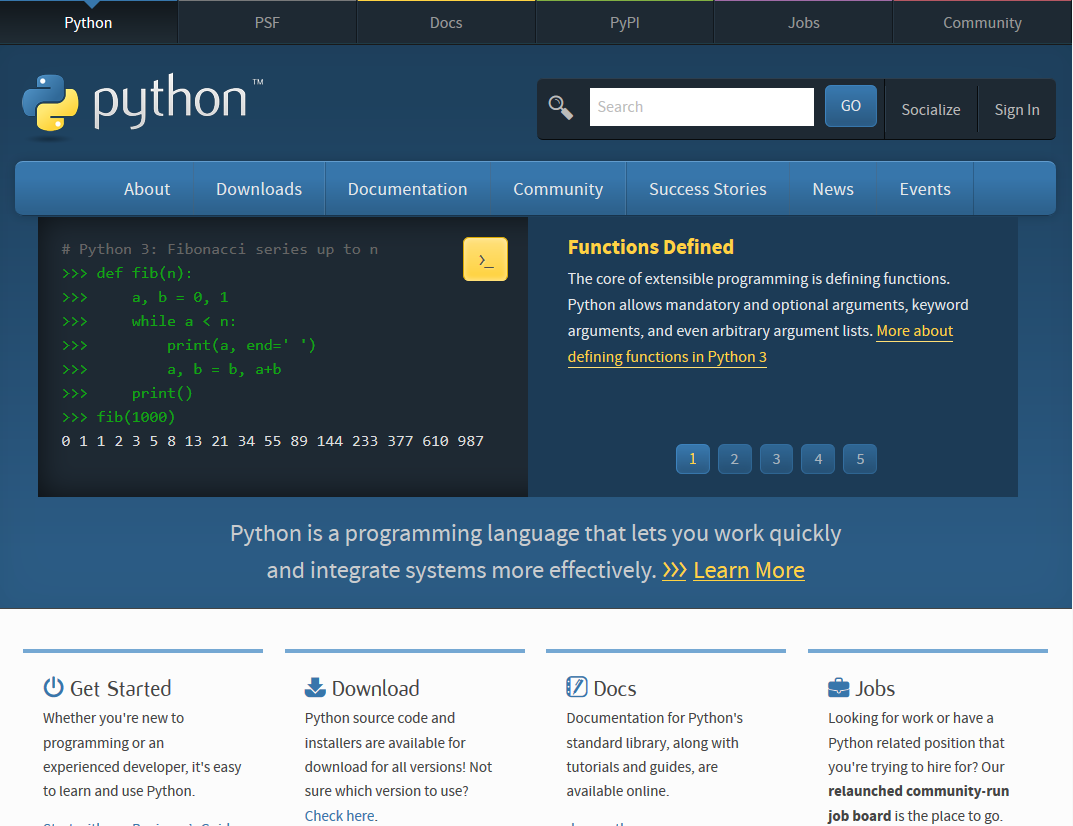 Python PSF Docs PyPI Jobs Community
python™
Search GO Socialize Sign In
About Downloads Documentation Community Success Stories News Events
# Python 3: Fibonacci series up to n
>>> def fib(n):
>>>     a, b = 0, 1
>>>     while a < n:
>>>         print(a, end=' ')
>>>         a, b = b, a+b
>>>     print()
>>> fib(1000)
0 1 1 2 3 5 8 13 21 34 55 89 144 233 377 610 987
>_
Functions Defined
The core of extensible programming is defining functions.
Python allows mandatory and optional arguments, keyword
arguments, and even arbitrary argument lists. More about
defining functions in Python 3
1 2 3 4 5
Python is a programming language that lets you work quickly
and integrate systems more effectively. >>> Learn More
Get Started
Whether you're new to
programming or an
experienced developer, it's easy
to learn and use Python.
Download
Python source code and
installers are available for
download for all versions! Not
sure which version to use?
Check here.
Docs
Documentation for Python's
standard library, along with
tutorials and guides, are
available online.
Jobs
Looking for work or have a
Python related position that
you're trying to hire for? Our
relaunched community-run
job board is the place to go.